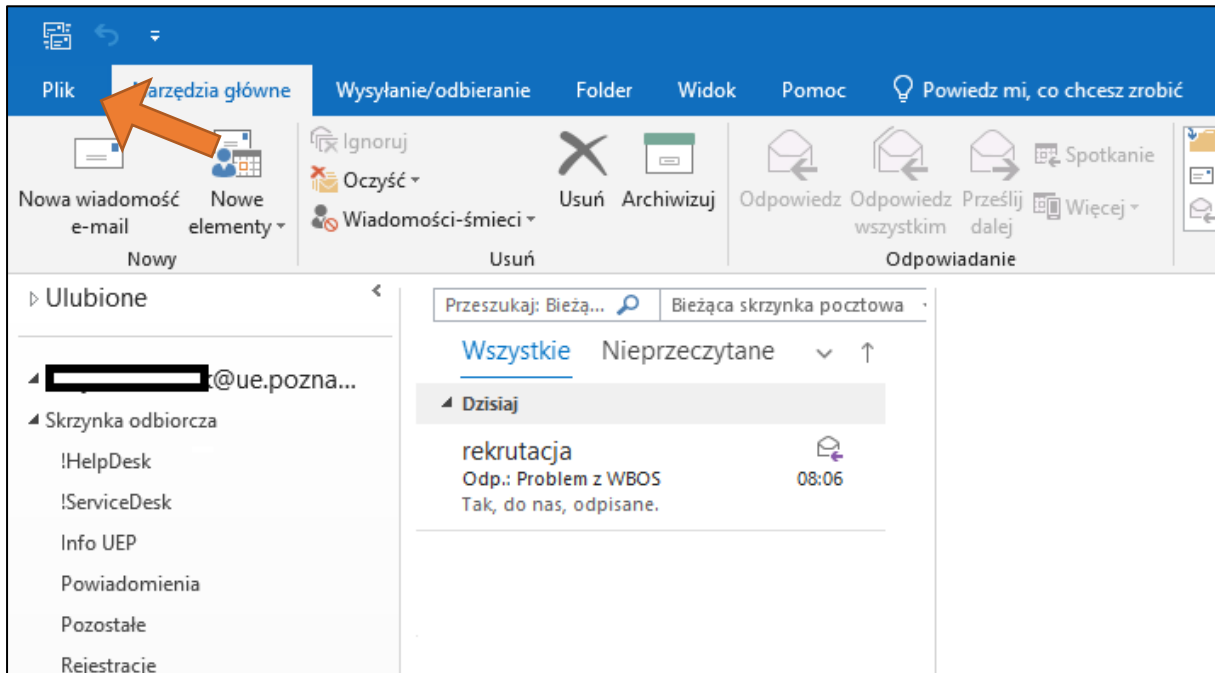 Plik Narzędzia główne Wysyłanie/odbieranie Folder Widok Pomoc Powiedz mi, co chcesz zrobić
Nowa wiadomość e-mail
Nowe elementy
Nowy
Ignoruj
Oczyść
Wiadomości-śmieci
Usuń Archiwizuj
Usuń
Odpowiedz
Odpowiedz wszystkim
Prześlij dalej
Spotkanie
Więcej
Odpowiadanie
Ulubione
@ue.pozna...
Skrzynka odbiorcza
!HelpDesk
!ServiceDesk
Info UEP
Powiadomienia
Pozostałe
Rejestracje
Przeszukaj: Bieżą... Bieżąca skrzynka pocztowa
Wszystkie Nieprzeczytane
Dzisiaj
rekrutacja
Odp.: Problem z WBOS 08:06
Tak, do nas, odpisane.